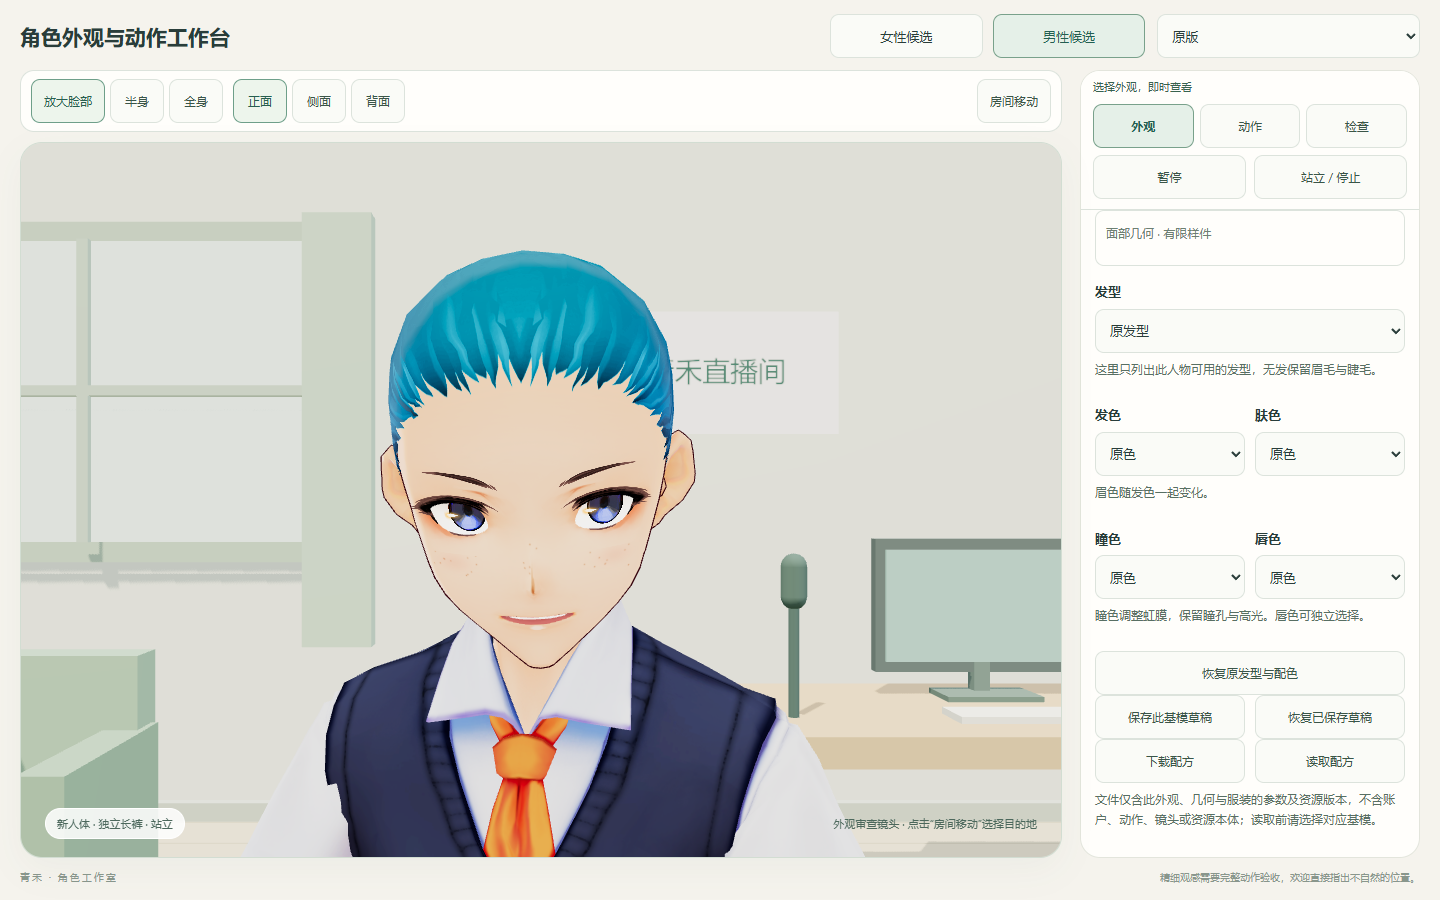 角色外观与动作工作台
女性候选
男性候选
原版
放大脸部
半身
全身
正面
侧面
背面
房间移动
选择外观，即时查看
外观
动作
检查
暂停
站立 / 停止
面部几何 · 有限样件
发型
原发型
这里只列出此人物可用的发型，无发保留眉毛与睫毛。
发色
肤色
原色
原色
眉色随发色一起变化。
瞳色
唇色
原色
原色
瞳色调整虹膜，保留瞳孔与高光。唇色可独立选择。
恢复原发型与配色
保存此基模草稿
恢复已保存草稿
下载配方
读取配方
文件仅含此外观、几何与服装的参数及资源版本，不含账
户、动作、镜头或资源本体；读取前请选择对应基模。
禾直播间
新人体 · 独立长裤 · 站立
外观审查镜头 · 点击“房间移动”选择目的地
青禾 · 角色工作室
精细观感需要完整动作验收，欢迎直接指出不自然的位置。